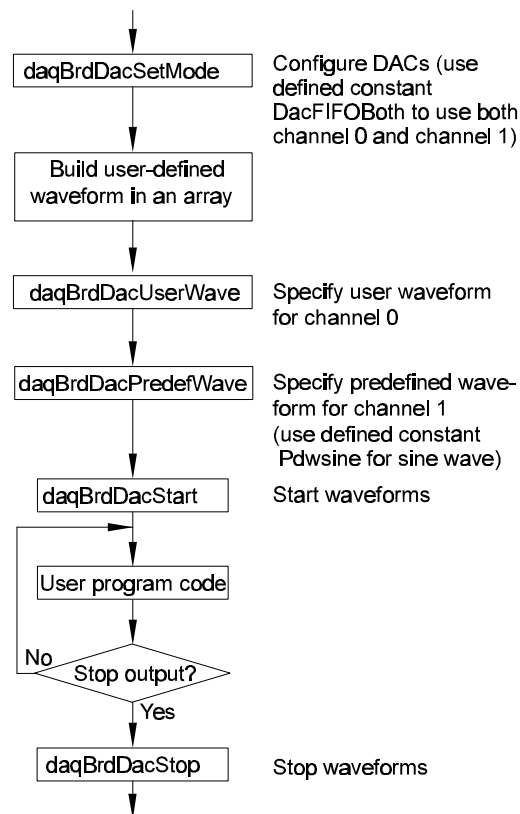 daqBrdDacSetMode
Configure DACs (use
defined constant
DacFIFOBoth to use both
channel 0 and channel 1)
Build user-defined
waveform in an array
daqBrdDacUserWave
Specify user waveform
for channel 0
daqBrdDacPredefWave
Specify predefined wave-
form for channel 1
(use defined constant
Pdwsine for sine wave)
daqBrdDacStart
Start waveforms
User program code
No
Stop output?
Yes
daqBrdDacStop
Stop waveforms